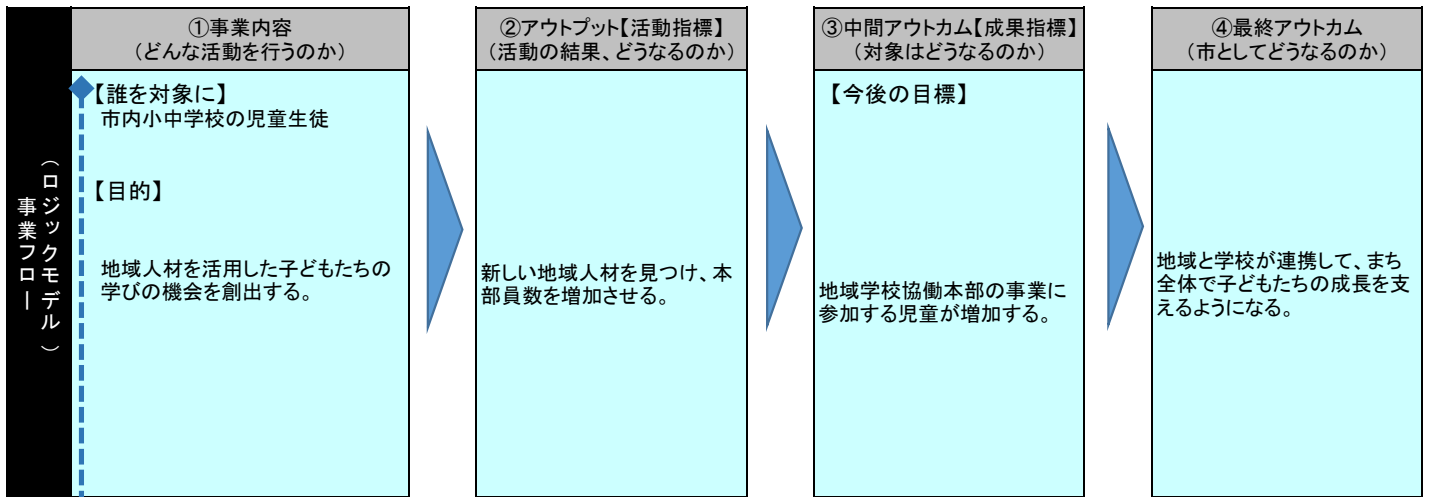 事業フロー
（ロジックモデル）
①事業内容
（どんな活動を行うのか）
【誰を対象に】
市内小中学校の児童生徒
【目的】
地域人材を活用した子どもたちの
学びの機会を創出する。
②アウトプット【活動指標】
（活動の結果、どうなるのか）
新しい地域人材を見つけ、本
部員数を増加させる。
③中間アウトカム【成果指標】
（対象はどうなるのか）
【今後の目標】
地域学校協働本部の事業に
参加する児童が増加する。
④最終アウトカム
（市としてどうなるのか）
地域と学校が連携して、まち
全体で子どもたちの成長を支
えるようになる。